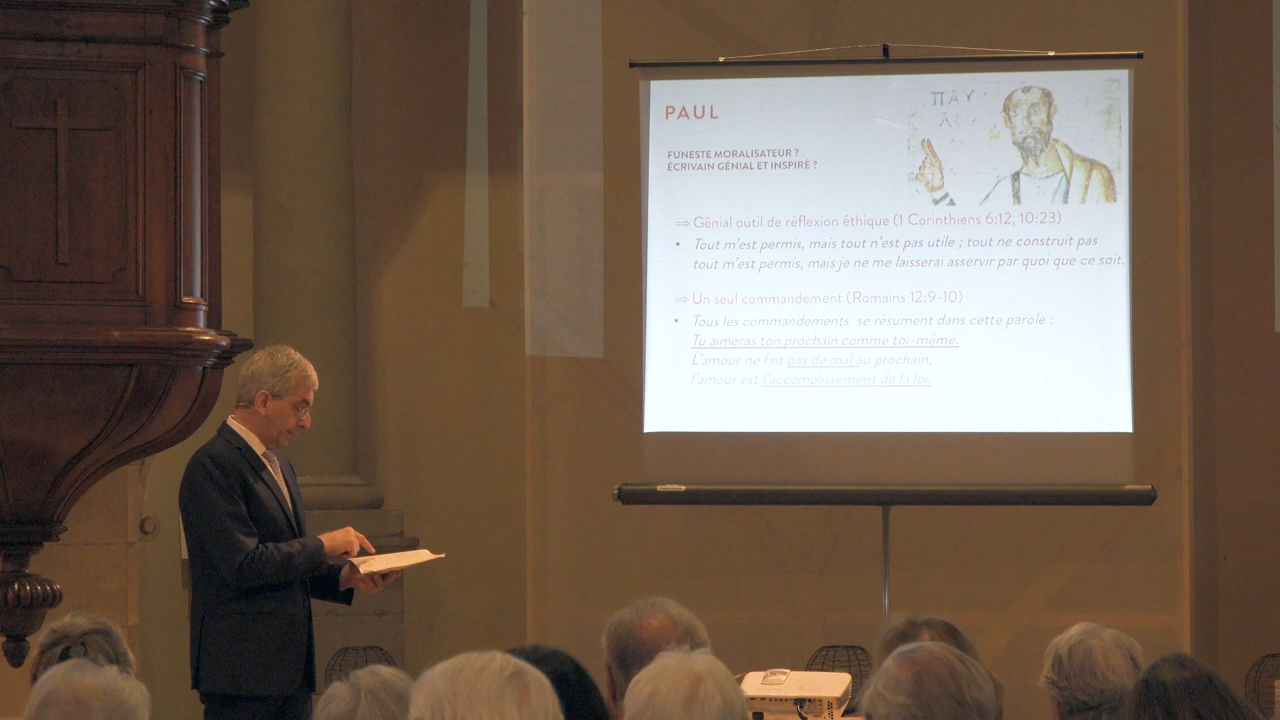 PAUL
ΠΑΥ
ΛΟC
FUNESTE MORALISATEUR ?
ÉCRIVAIN GÉNIAL ET INSPIRÉ ?
⇒ Génial outil de réflexion éthique (1 Corinthiens 6:12, 10:23)
• Tout m'est permis, mais tout n'est pas utile ; tout ne construit pas
tout m'est permis, mais je ne me laisserai asservir par quoi que ce soit.
⇒ Un seul commandement (Romains 12:9-10)
• Tous les commandements se résument dans cette parole :
Tu aimeras ton prochain comme toi-même.
L'amour ne fait pas de mal au prochain,
l'amour est l'accomplissement de la loi.